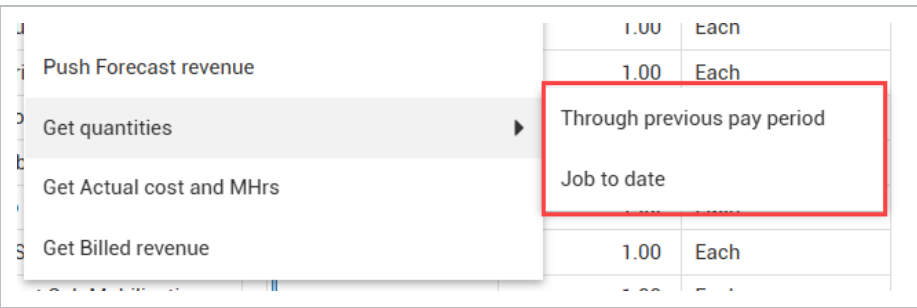 1.00 Each
Push Forecast revenue
1.00 Each
Get quantities
Through previous pay period
Job to date
Get Actual cost and MHrs
Get Billed revenue
1.00 Each